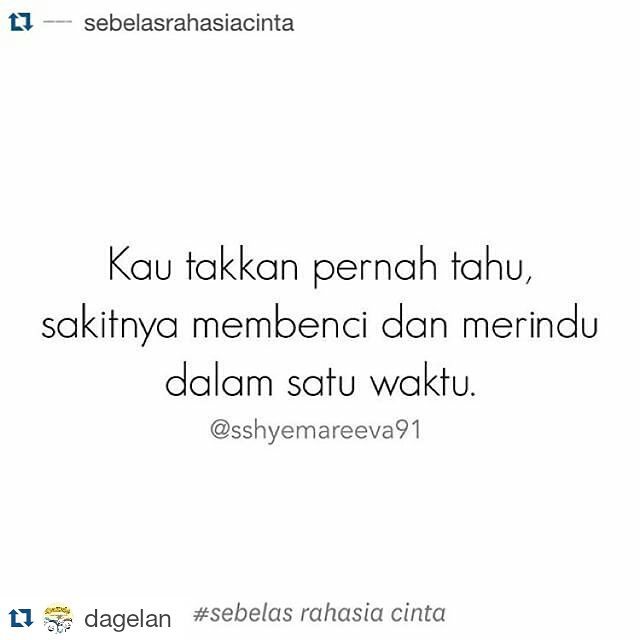 sebelasrahasiacinta
Kau takkan pernah tahu,
sakitnya membenci dan merindu
dalam satu waktu.
@sshyemareeva91
dagelan #sebelas rahasia cinta